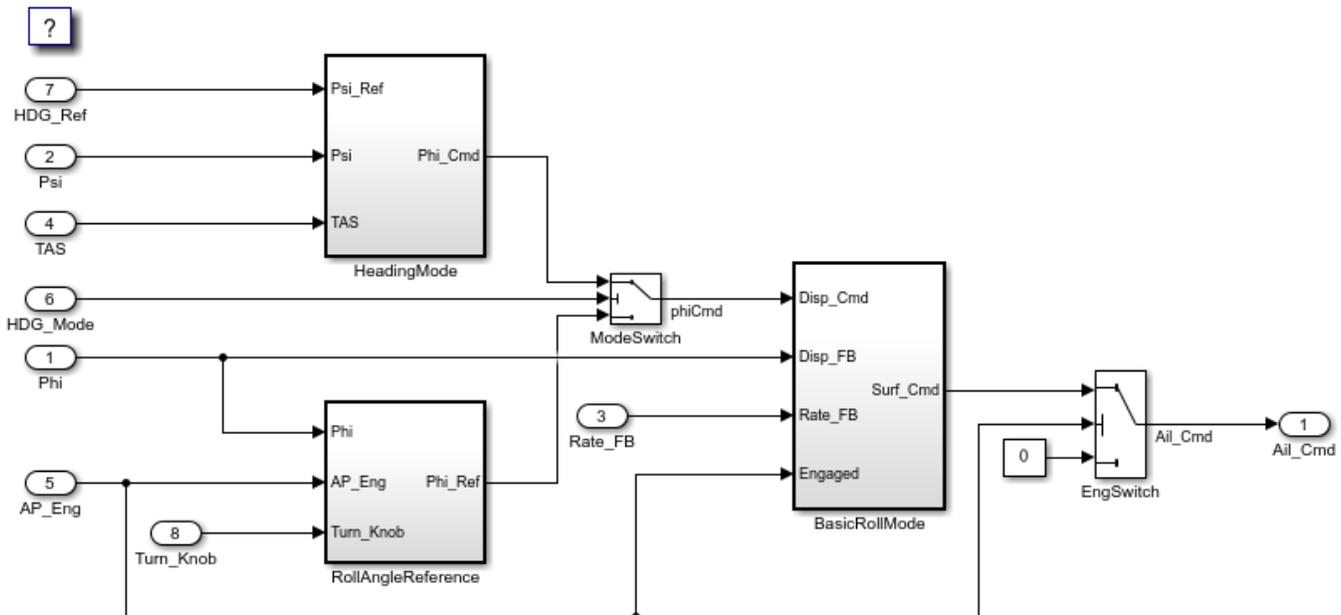 ?
7
HDG_Ref
2
Psi
4
TAS
Psi_Ref
Psi
Phi_Cmd
TAS
HeadingMode
6
HDG_Mode
1
Phi
ModeSwitch
phiCmd
5
AP_Eng
8
Turn_Knob
Phi
AP_Eng
Phi_Ref
Turn_Knob
RollAngleReference
3
Rate_FB
Disp_Cmd
Disp_FB
Surf_Cmd
Rate_FB
Engaged
BasicRollMode
0
EngSwitch
Ail_Cmd
1
Ail_Cmd